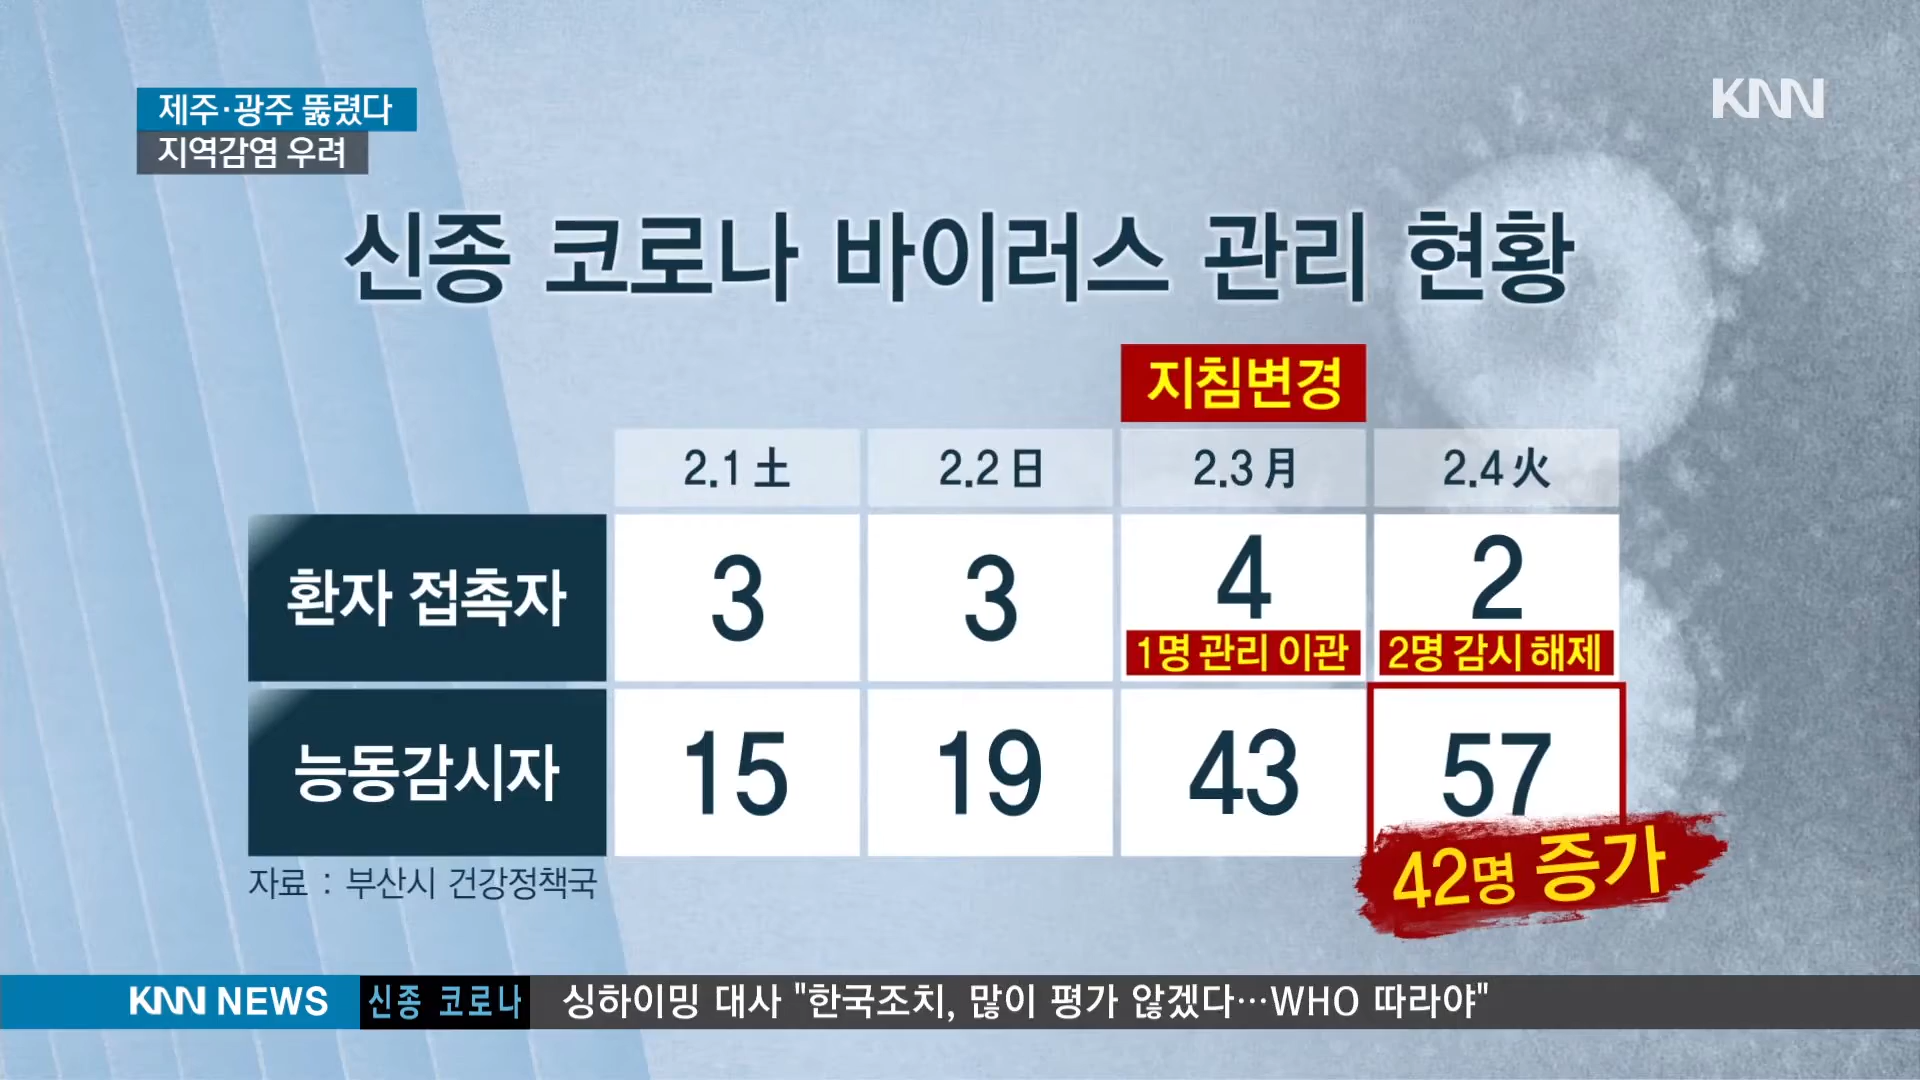 제주·광주 뚫렸다
지역감염 우려
KNN
신종 코로나 바이러스 관리 현황
지침변경
2.1 土 2.2 日 2.3 月 2.4 火
환자 접촉자 3 3 4 2
1명 관리 이관 2명 감시 해제
능동감시자 15 19 43 57
42명 증가
자료 : 부산시 건강정책국
KNN NEWS 신종 코로나 싱하이밍 대사 "한국조치, 많이 평가 않겠다…WHO 따라야"